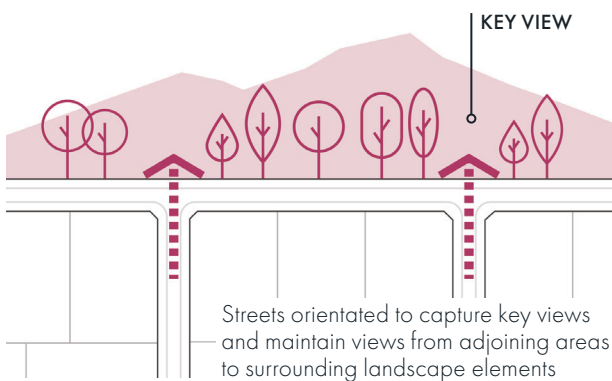 KEY VIEW
Streets orientated to capture key views
and maintain views from adjoining areas
to surrounding landscape elements